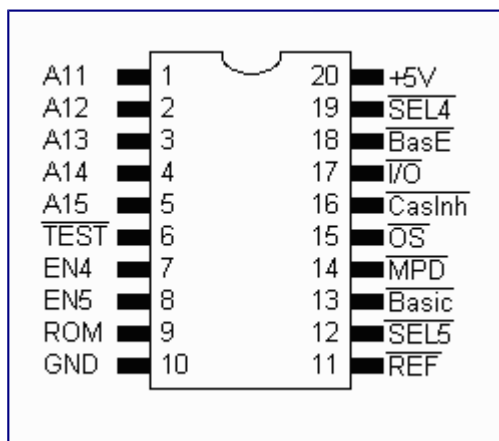 A11 1 20 +5V
A12 2 19 SEL4
A13 3 18 BasE
A14 4 17 I/O
A15 5 16 CasInh
TEST 6 15 OS
EN4 7 14 MPD
EN5 8 13 Basic
ROM 9 12 SEL5
GND 10 11 REF